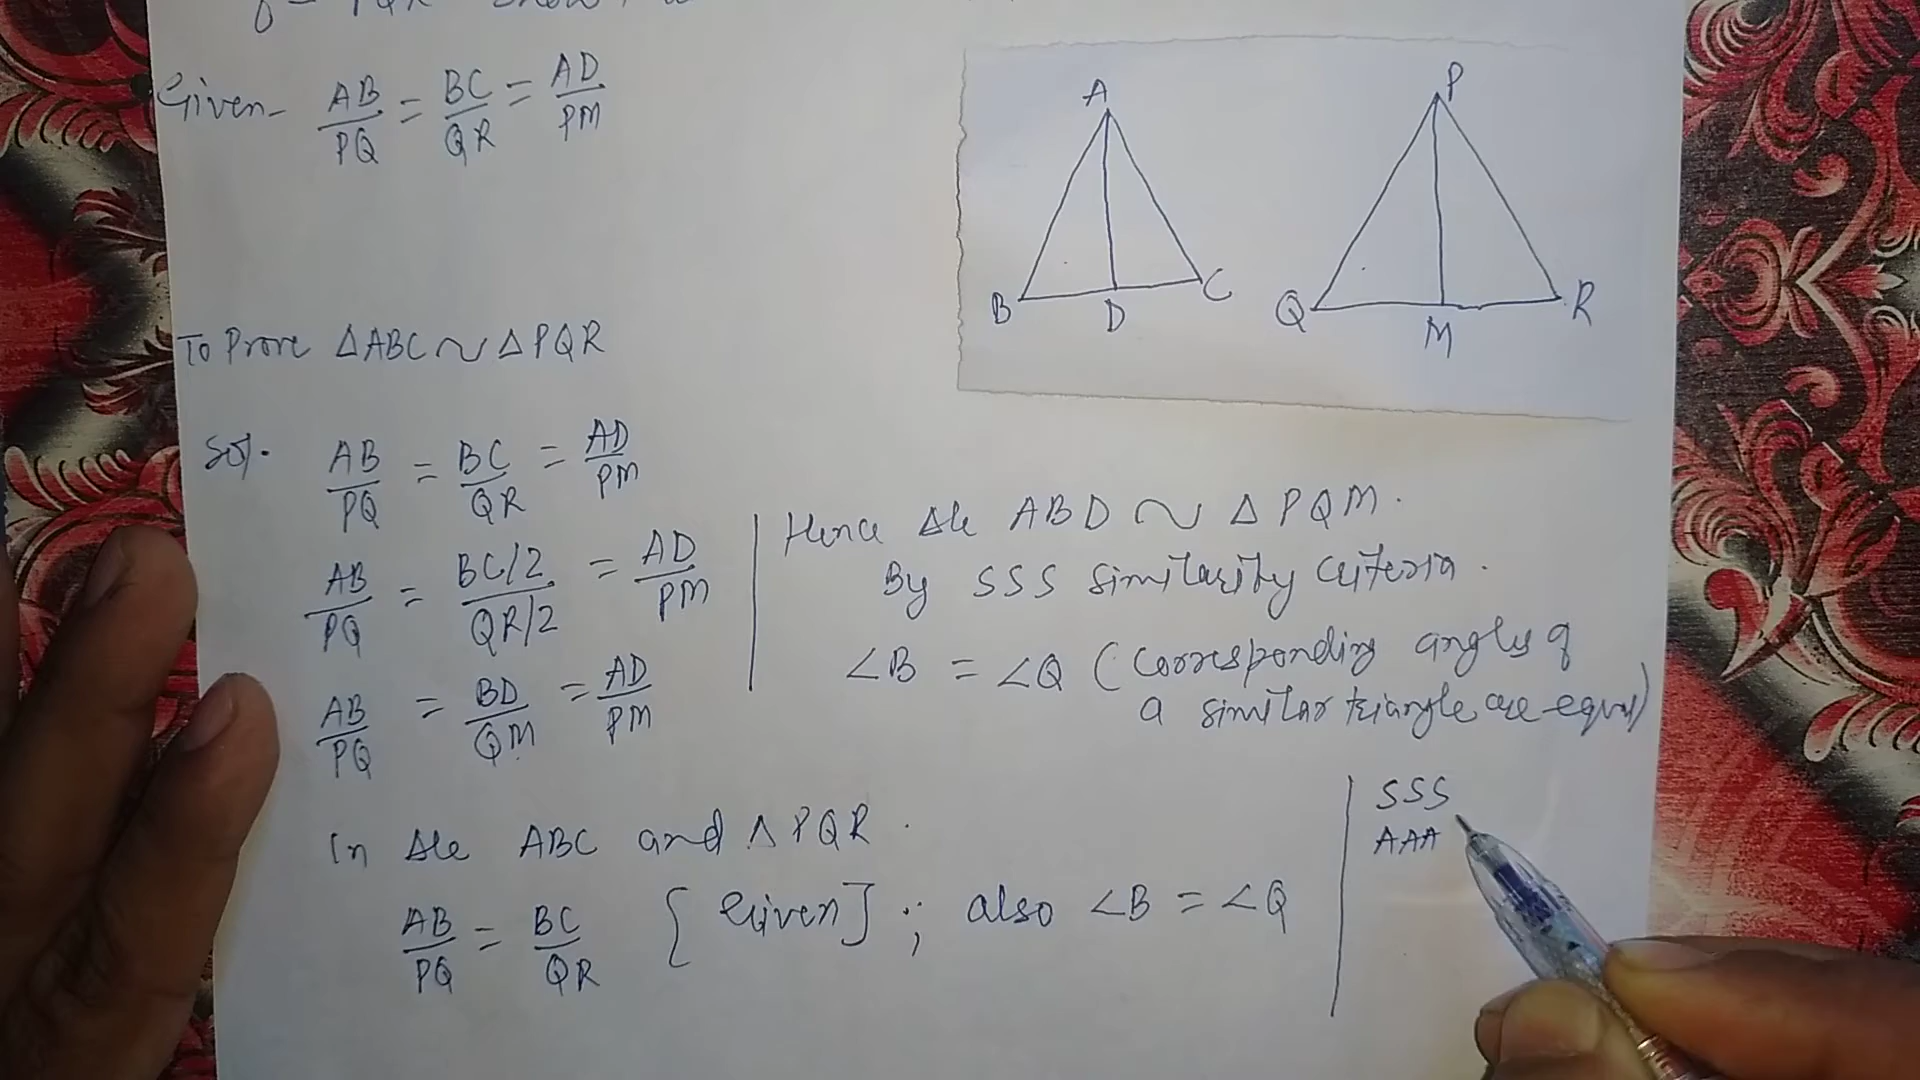 Given- AB/PQ = BC/QR = AD/PM
A
P
B D C
Q M R
To Prove ΔABC ~ ΔPQR
Sol. AB/PQ = BC/QR = AD/PM
AB/PQ = BC/2/QR/2 = AD/PM
AB/PQ = BD/QM = AD/PM
Hence Δle ABD ~ Δ PQM.
By SSS similarity criteria.
∠B = ∠Q (Corresponding angles of
a similar triangle are equal)
In Δle ABC and Δ PQR.
AB/PQ = BC/QR [Given] ; also ∠B = ∠Q
SSS
AAA